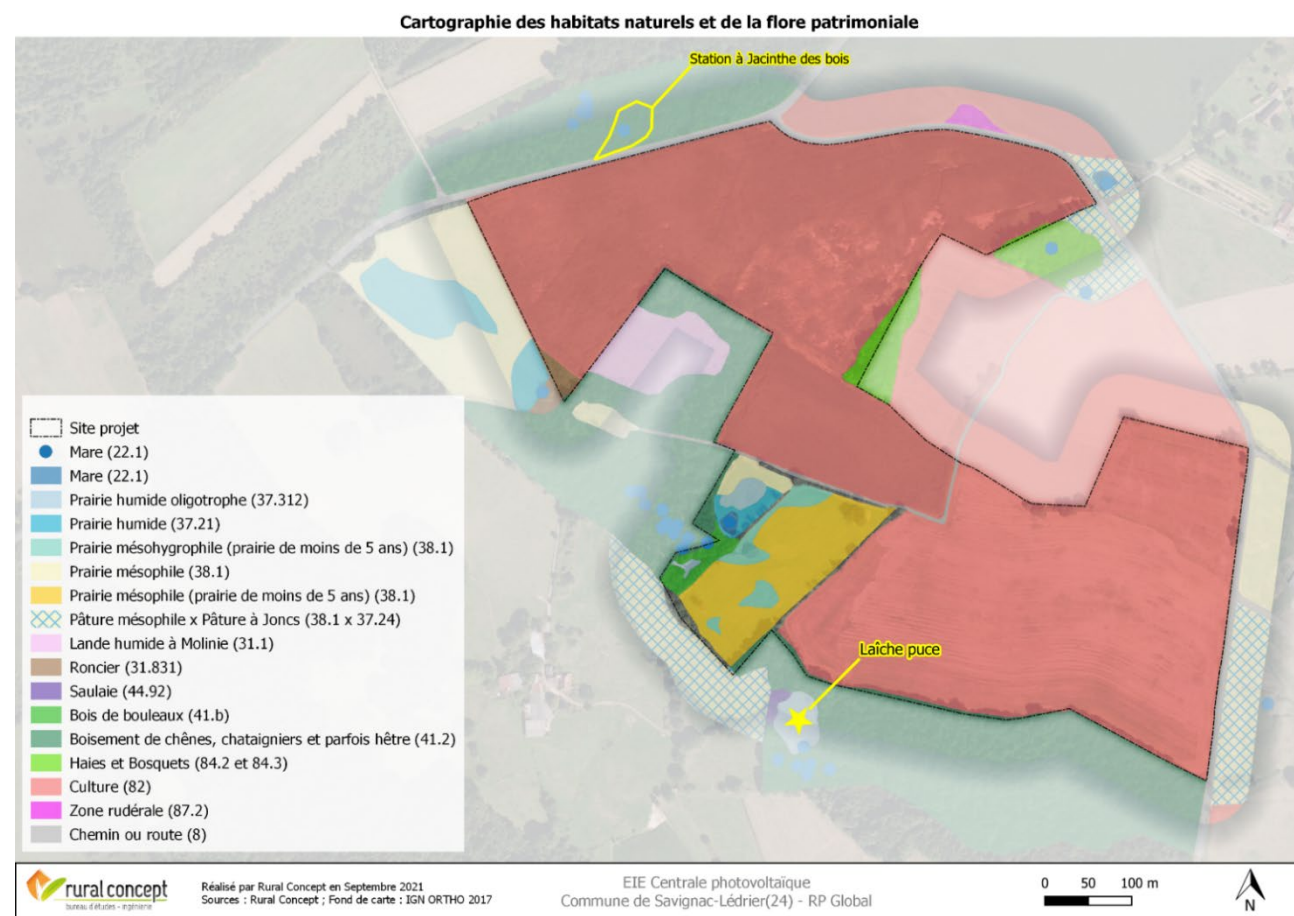 Cartographie des habitats naturels et de la flore patrimoniale
Station à Jacinthe des bois
Laîche puce
Site projet
Mare (22.1)
Mare (22.1)
Prairie humide oligotrophe (37.312)
Prairie humide (37.21)
Prairie mésohygrophile (prairie de moins de 5 ans) (38.1)
Prairie mésophile (38.1)
Prairie mésophile (prairie de moins de 5 ans) (38.1)
Pâture mésophile x Pâture à Joncs (38.1 x 37.24)
Lande humide à Molinie (31.1)
Roncier (31.831)
Saulaie (44.92)
Bois de bouleaux (41.b)
Boisement de chênes, chataigniers et parfois hêtre (41.2)
Haies et Bosquets (84.2 et 84.3)
Culture (82)
Zone rudérale (87.2)
Chemin ou route (8)
rural concept
bureau d'études - ingénierie
Réalisé par Rural Concept en Septembre 2021
Sources : Rural Concept ; Fond de carte : IGN ORTHO 2017
EIE Centrale photovoltaïque
Commune de Savignac-Lédrier(24) - RP Global
0 50 100 m
N